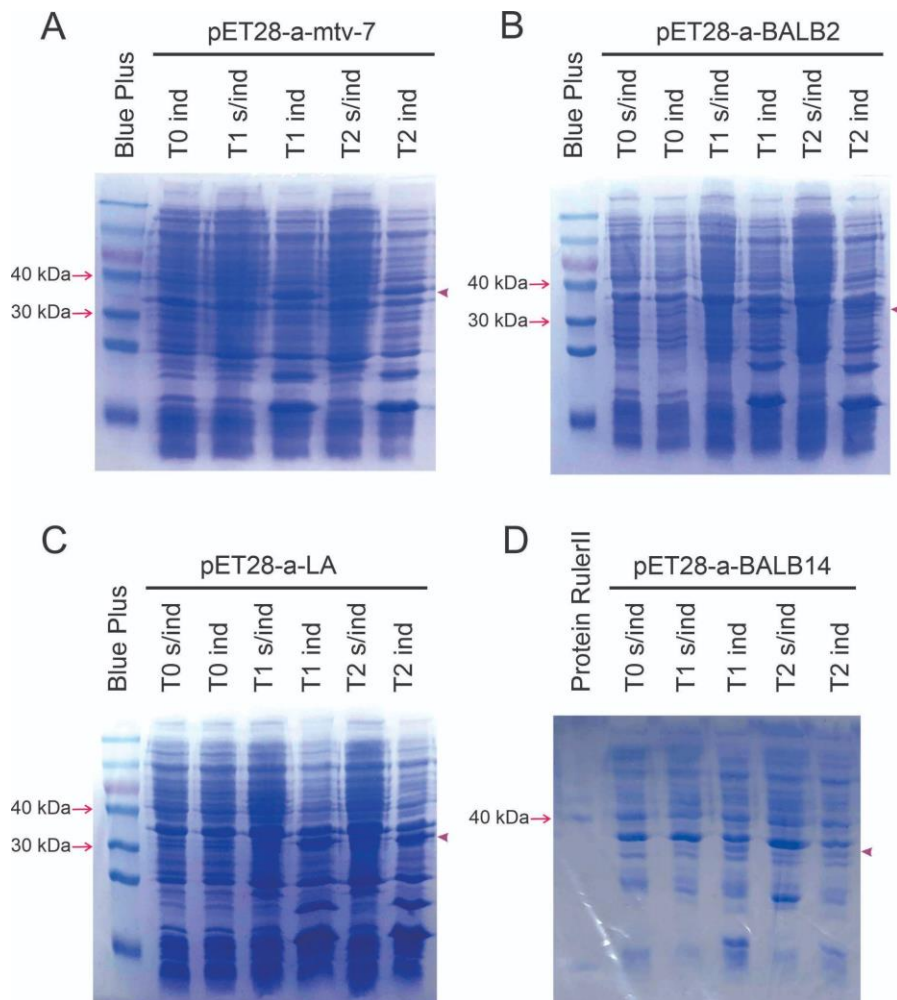 A
pET28-a-mtv-7
Blue Plus
T0 ind
T1 s/ind
T1 ind
T2 s/ind
T2 ind
40 kDa
30 kDa
B
pET28-a-BALB2
Blue Plus
T0 s/ind
T0 ind
T1 s/ind
T1 ind
T2 s/ind
T2 ind
40 kDa
30 kDa
C
pET28-a-LA
Blue Plus
T0 s/ind
T0 ind
T1 s/ind
T1 ind
T2 s/ind
T2 ind
40 kDa
30 kDa
D
pET28-a-BALB14
Protein RulerII
T0 s/ind
T1 s/ind
T1 ind
T2 s/ind
T2 ind
40 kDa